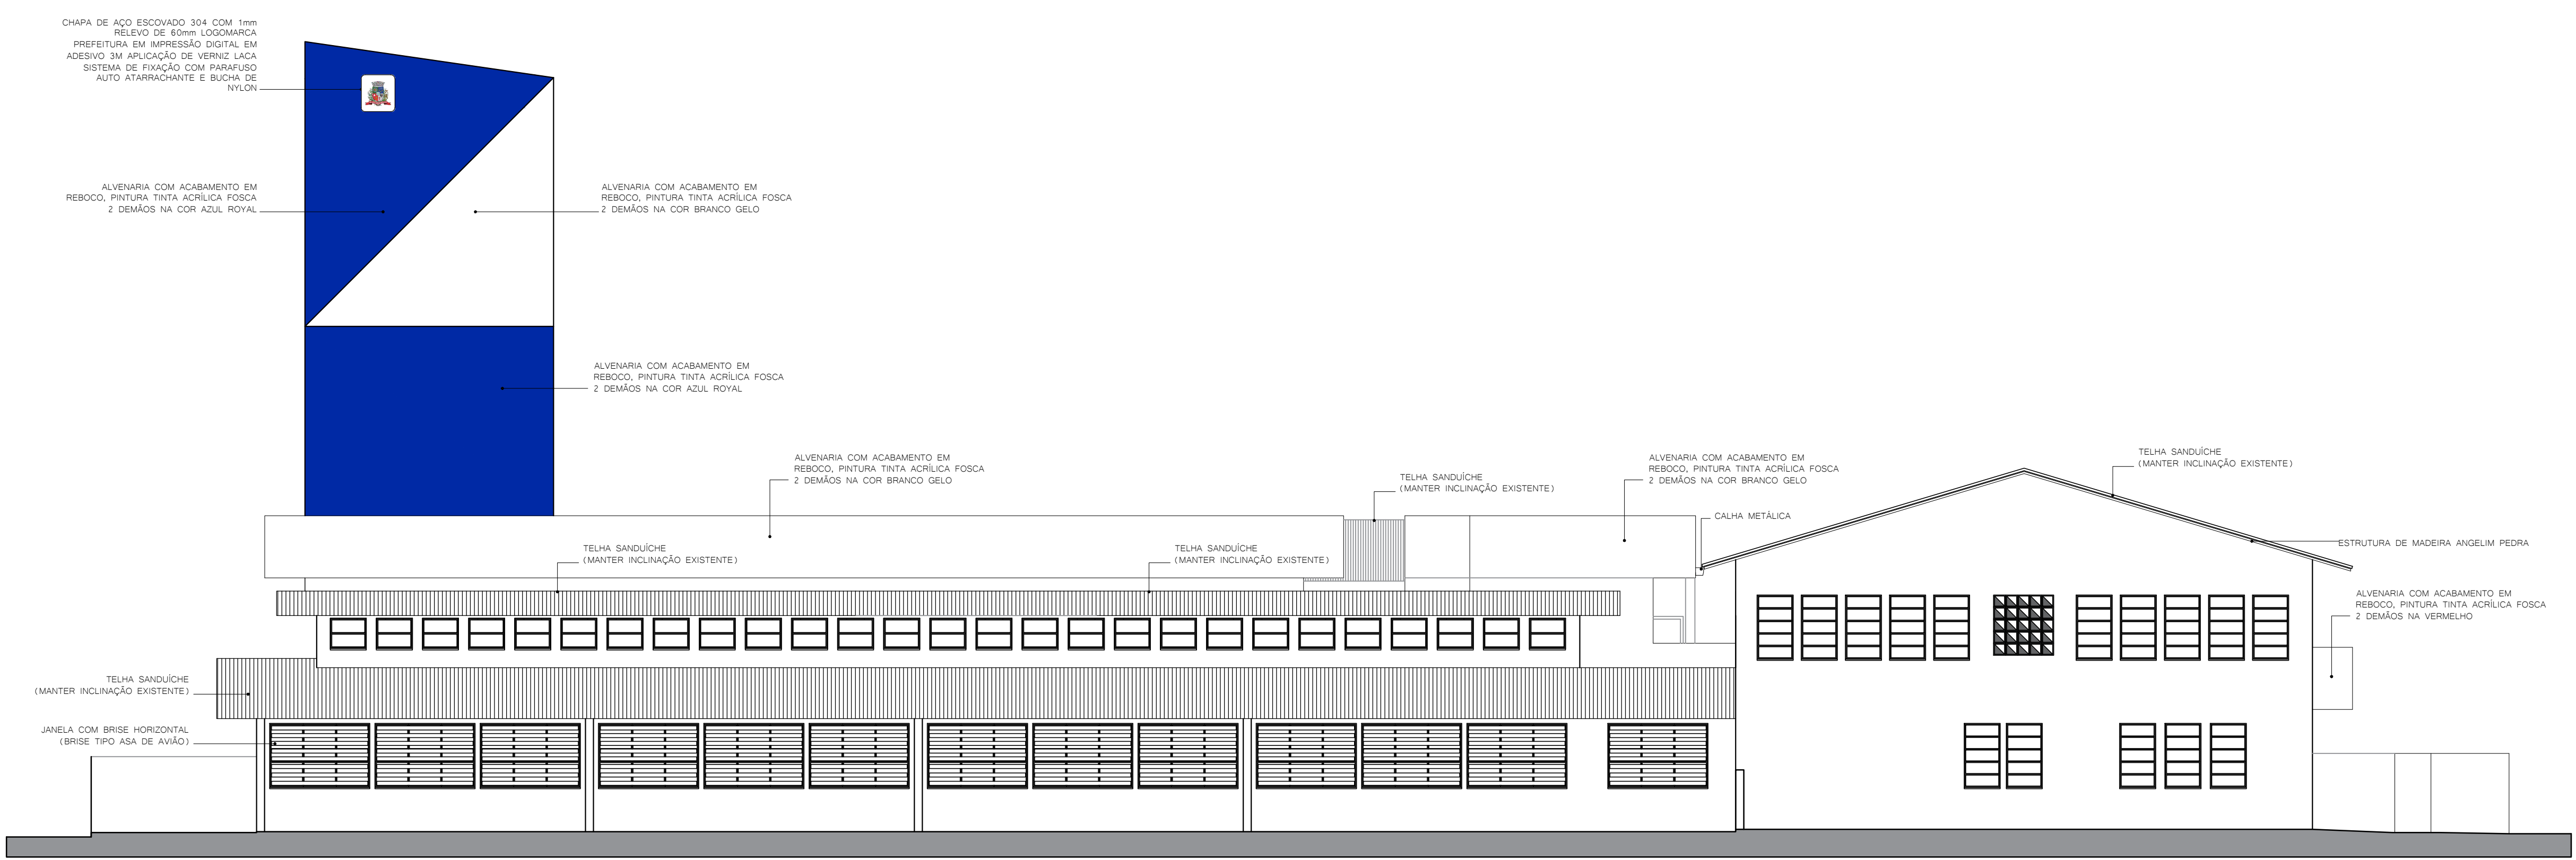 CHAPA DE AÇO ESCOVADO 304 COM 1mm
RELEVO DE 60mm LOGOMARCA
PREFEITURA EM IMPRESSÃO DIGITAL EM
ADESIVO 3M APLICAÇÃO DE VERNIZ LACA
SISTEMA DE FIXAÇÃO COM PARAFUSO
AUTO ATARRACHANTE E BUCHA DE
NYLON
ALVENARIA COM ACABAMENTO EM
REBOCO, PINTURA TINTA ACRÍLICA FOSCA
2 DEMÃOS NA COR AZUL ROYAL
ALVENARIA COM ACABAMENTO EM
REBOCO, PINTURA TINTA ACRÍLICA FOSCA
2 DEMÃOS NA COR BRANCO GELO
ALVENARIA COM ACABAMENTO EM
REBOCO, PINTURA TINTA ACRÍLICA FOSCA
2 DEMÃOS NA COR AZUL ROYAL
ALVENARIA COM ACABAMENTO EM
REBOCO, PINTURA TINTA ACRÍLICA FOSCA
2 DEMÃOS NA COR BRANCO GELO
TELHA SANDUÍCHE
(MANTER INCLINAÇÃO EXISTENTE)
ALVENARIA COM ACABAMENTO EM
REBOCO, PINTURA TINTA ACRÍLICA FOSCA
2 DEMÃOS NA COR BRANCO GELO
TELHA SANDUÍCHE
(MANTER INCLINAÇÃO EXISTENTE)
CALHA METÁLICA
TELHA SANDUÍCHE
(MANTER INCLINAÇÃO EXISTENTE)
TELHA SANDUÍCHE
(MANTER INCLINAÇÃO EXISTENTE)
ESTRUTURA DE MADEIRA ANGELIM PEDRA
ALVENARIA COM ACABAMENTO EM
REBOCO, PINTURA TINTA ACRÍLICA FOSCA
2 DEMÃOS NA VERMELHO
TELHA SANDUÍCHE
(MANTER INCLINAÇÃO EXISTENTE)
JANELA COM BRISE HORIZONTAL
(BRISE TIPO ASA DE AVIÃO)